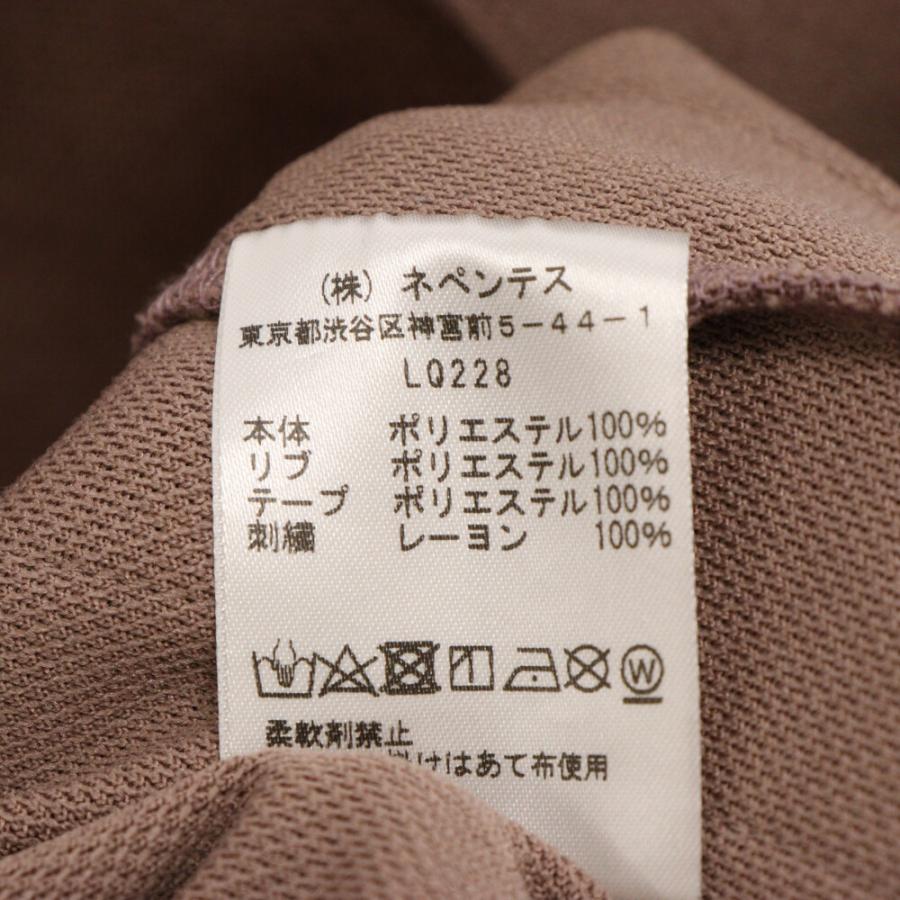 (株) ネペンテス
東京都渋谷区神宮前5-44-1
LQ228
本体 ポリエステル100%
リブ ポリエステル100%
テープ ポリエステル100%
刺繍 レーヨン 100%
W
柔軟剤禁止
はあて布使用